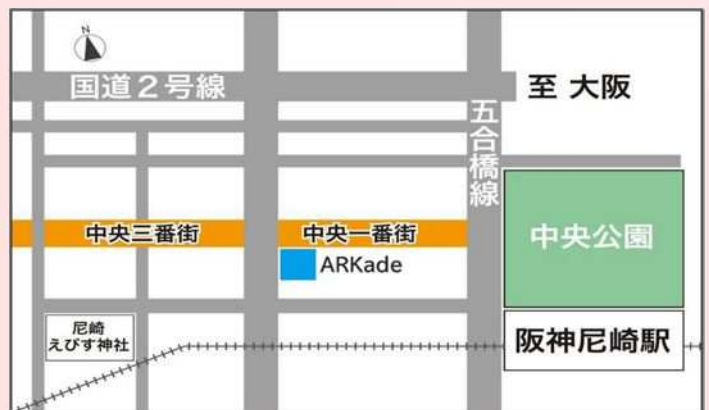 N
国道2号線
至 大阪
五合橋線
中央三番街
中央一番街
中央公園
ARKade
尼崎
えびす神社
阪神尼崎駅